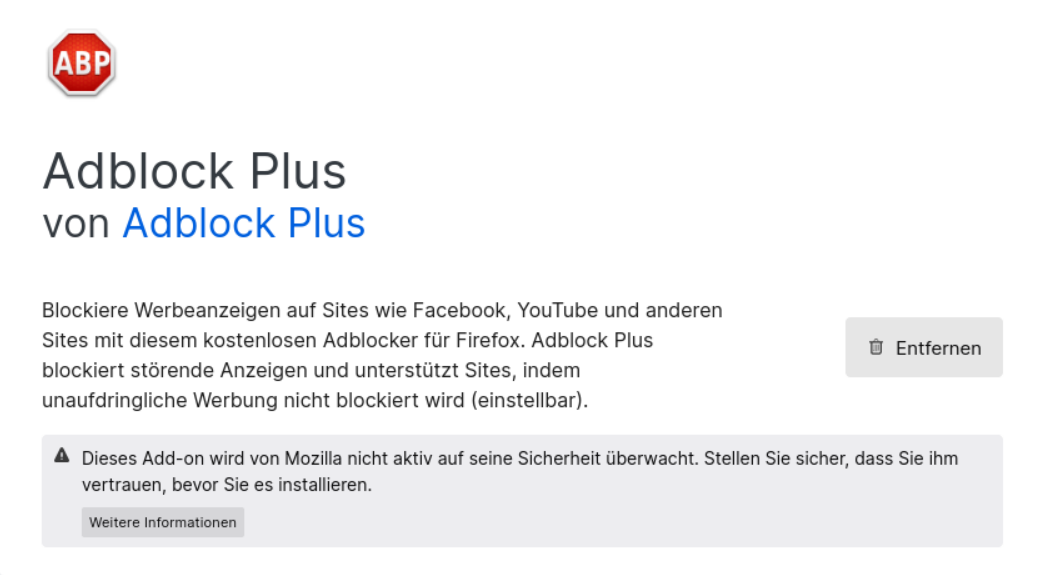 ABP
Adblock Plus
von Adblock Plus
Blockiere Werbeanzeigen auf Sites wie Facebook, YouTube und anderen
Sites mit diesem kostenlosen Adblocker für Firefox. Adblock Plus
blockiert störende Anzeigen und unterstützt Sites, indem
unaufdringliche Werbung nicht blockiert wird (einstellbar).
Entfernen
Dieses Add-on wird von Mozilla nicht aktiv auf seine Sicherheit überwacht. Stellen Sie sicher, dass Sie ihm
vertrauen, bevor Sie es installieren.
Weitere Informationen